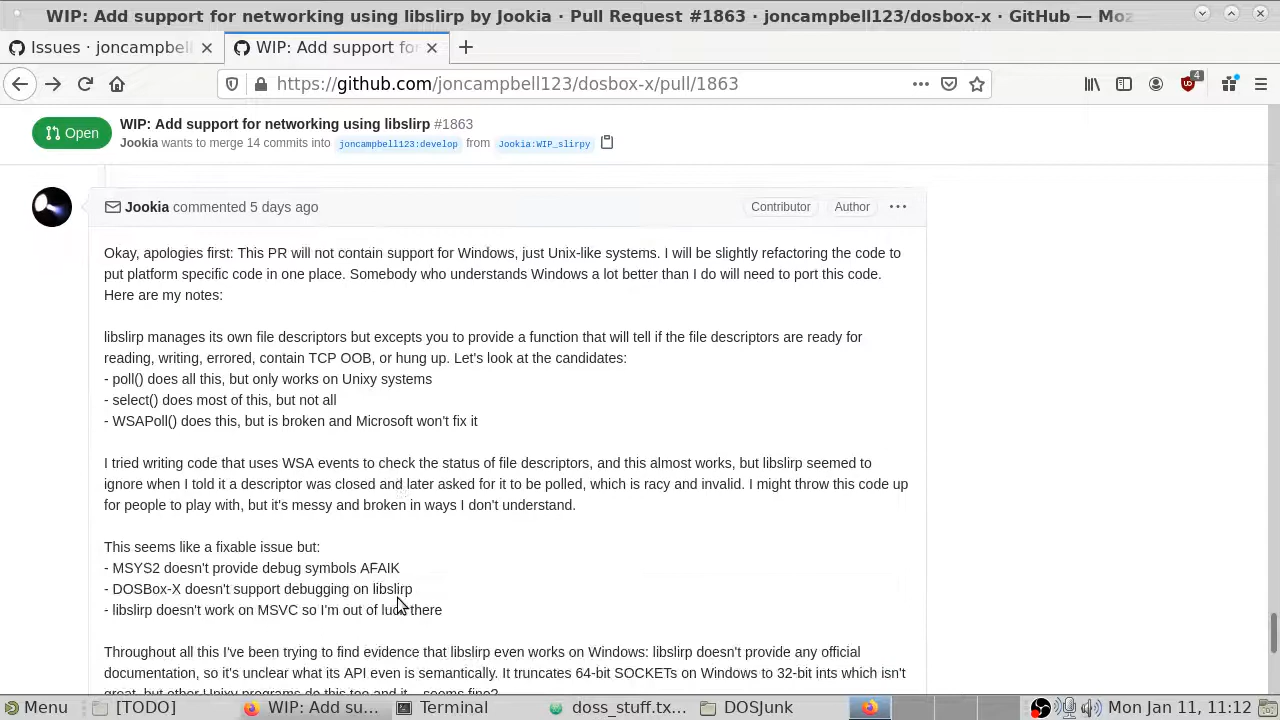 WIP: Add support for networking using libslirp by Jookia · Pull Request #1863 · joncampbell123/dosbox-x · GitHub — Moz
Issues · joncampbell
WIP: Add support for
https://github.com/joncampbell123/dosbox-x/pull/1863
4
Open
WIP: Add support for networking using libslirp #1863
Jookia wants to merge 14 commits into joncampbell123:develop from Jookia:WIP_slirpy
Jookia commented 5 days ago
Contributor
Author
Okay, apologies first: This PR will not contain support for Windows, just Unix-like systems. I will be slightly refactoring the code to
put platform specific code in one place. Somebody who understands Windows a lot better than I do will need to port this code.
Here are my notes:
libslirp manages its own file descriptors but excepts you to provide a function that will tell if the file descriptors are ready for
reading, writing, errored, contain TCP OOB, or hung up. Let's look at the candidates:
- poll() does all this, but only works on Unixy systems
- select() does most of this, but not all
- WSAPoll() does this, but is broken and Microsoft won't fix it
I tried writing code that uses WSA events to check the status of file descriptors, and this almost works, but libslirp seemed to
ignore when I told it a descriptor was closed and later asked for it to be polled, which is racy and invalid. I might throw this code up
for people to play with, but it's messy and broken in ways I don't understand.
This seems like a fixable issue but:
- MSYS2 doesn't provide debug symbols AFAIK
- DOSBox-X doesn't support debugging on libslirp
- libslirp doesn't work on MSVC so I'm out of luck there
Throughout all this I've been trying to find evidence that libslirp even works on Windows: libslirp doesn't provide any official
documentation, so it's unclear what its API even is semantically. It truncates 64-bit SOCKETs on Windows to 32-bit ints which isn't
great, but other Unixy programs do this too and it... seems fine?
Menu
[TODO]
WIP: Add su...
Terminal
doss_stuff.tx...
DOSJunk
Mon Jan 11, 11:12